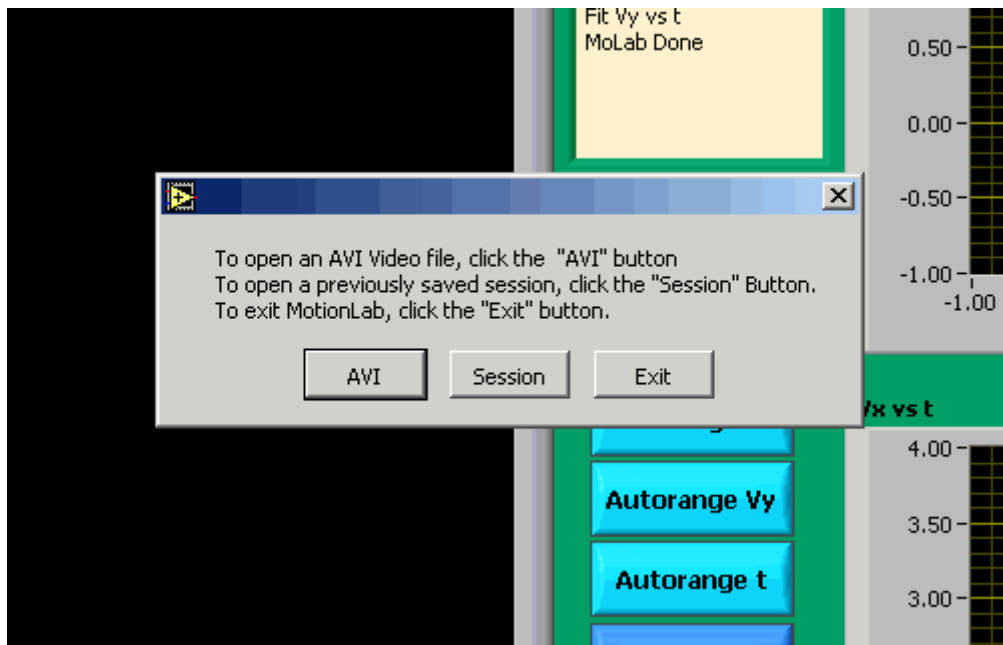 Fit Vy vs t
MoLab Done
0.50
0.00
-0.50
-1.00
-1.00
To open an AVI Video file, click the "AVI" button
To open a previously saved session, click the "Session" Button.
To exit MotionLab, click the "Exit" button.
AVI
Session
Exit
Vx vs t
4.00
Autorange Vy
3.50
Autorange t
3.00